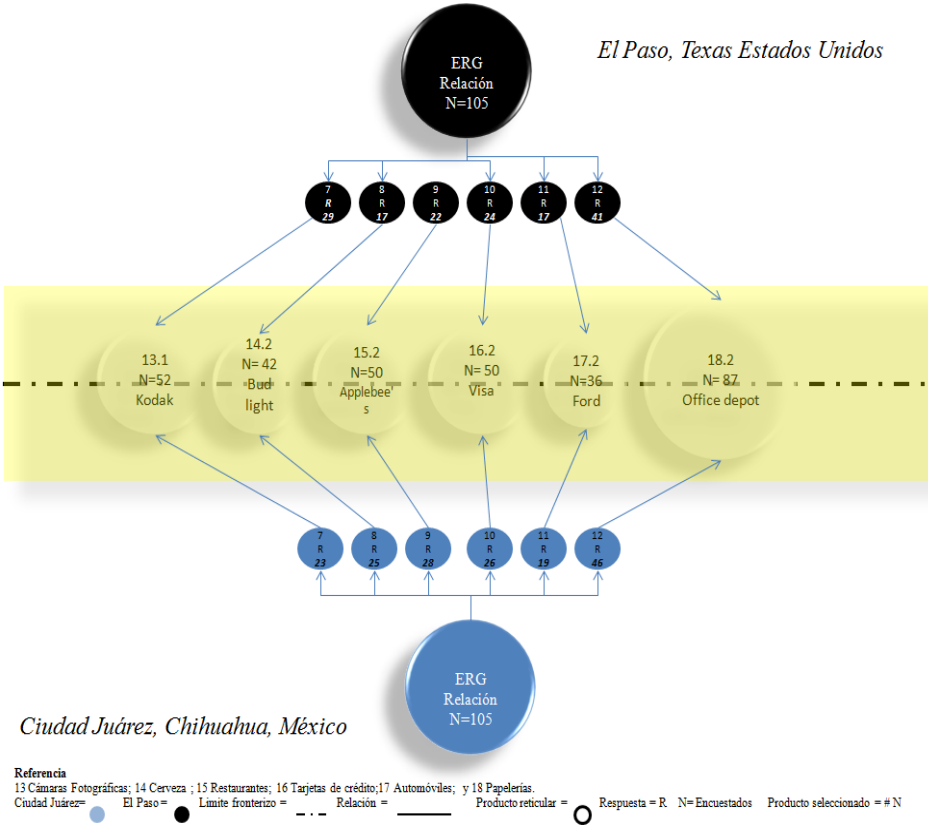 El Paso, Texas Estados Unidos
ERG
Relación
N=105
7
R
29
8
R
17
9
R
22
10
R
24
11
R
17
12
R
41
13.1
N=52
Kodak
14.2
N= 42
Bud
light
15.2
N=50
Applebee's
s
16.2
N= 50
Visa
17.2
N=36
Ford
18.2
N= 87
Office depot
7
R
23
8
R
25
9
R
28
10
R
26
11
R
19
12
R
46
ERG
Relación
N=105
Ciudad Juárez, Chihuahua, México
Referencia
13 Cámaras Fotográficas; 14 Cerveza ; 15 Restaurantes; 16 Tarjetas de crédito;17 Automóviles; y 18 Papelerías.
Ciudad Juárez= El Paso = Limite fronterizo = Relación = Producto reticular = Respuesta = R N= Encuestados Producto seleccionado = # N